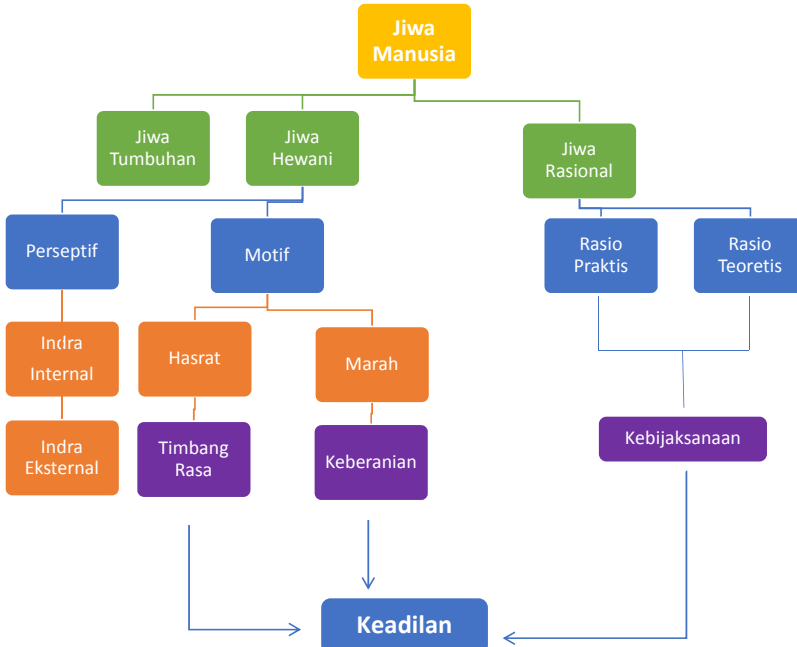 Jiwa
Manusia
Jiwa
Tumbuhan
Jiwa
Hewani
Jiwa
Rasional
Perseptif
Motif
Rasio
Praktis
Rasio
Teoretis
Indra
Internal
Hasrat
Marah
Indra
Eksternal
Timbang
Rasa
Keberanian
Kebijaksanaan
Keadilan